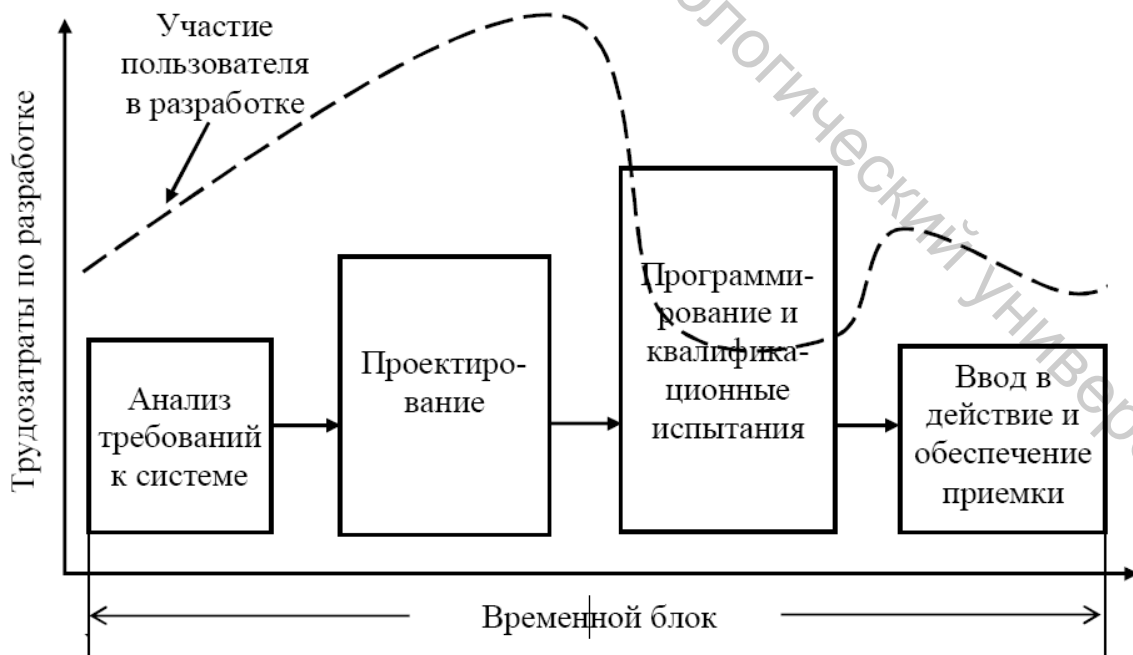 Участие
пользователя
в разработке
Трудозатраты по разработке
Анализ
требований
к системе
Проектиро-
вание
Программи-
рование и
квалифика-
ционные
испытания
Ввод в
действие и
обеспечение
приемки
Временной блок